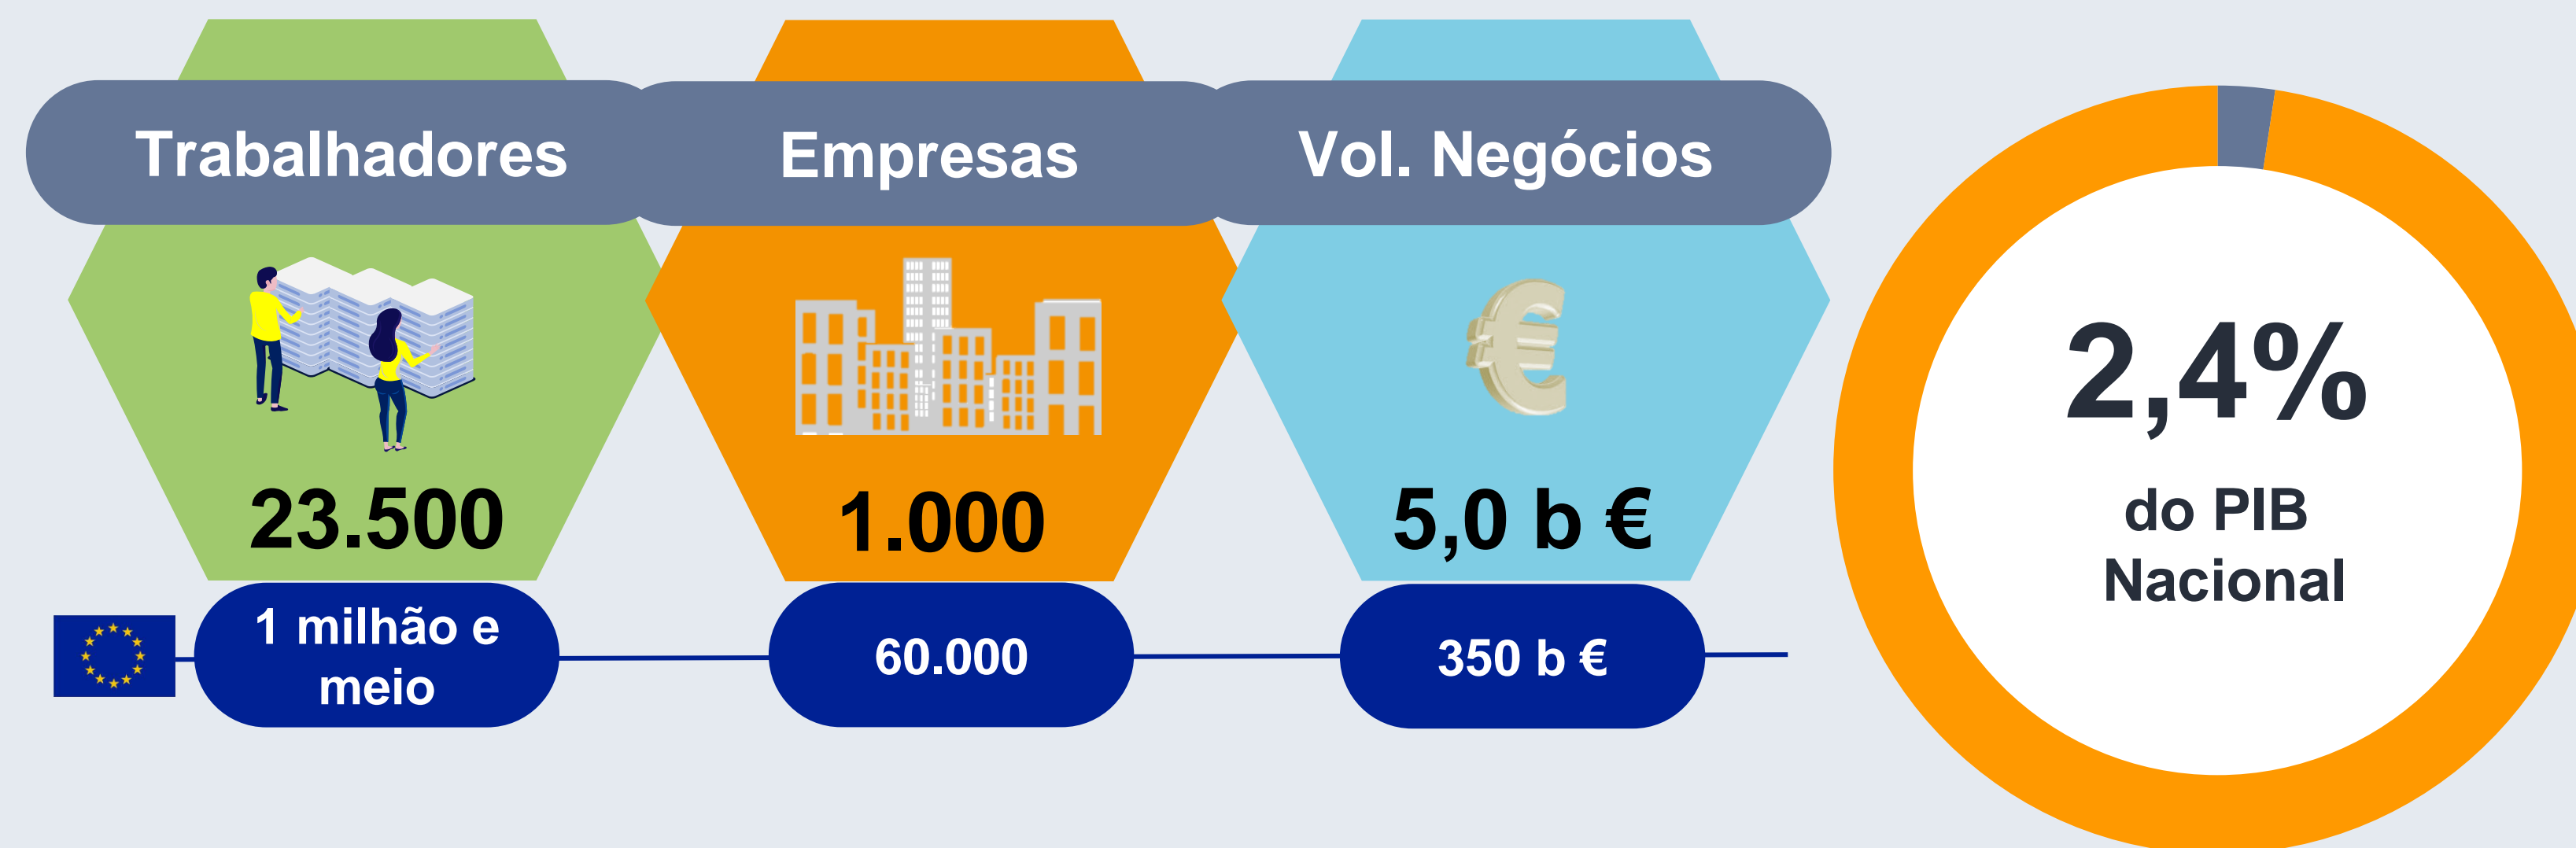 Trabalhadores
Empresas
Vol. Negócios
23.500
1.000
5,0 b €
1 milhão e
meio
60.000
350 b €
2,4%
do PIB
Nacional